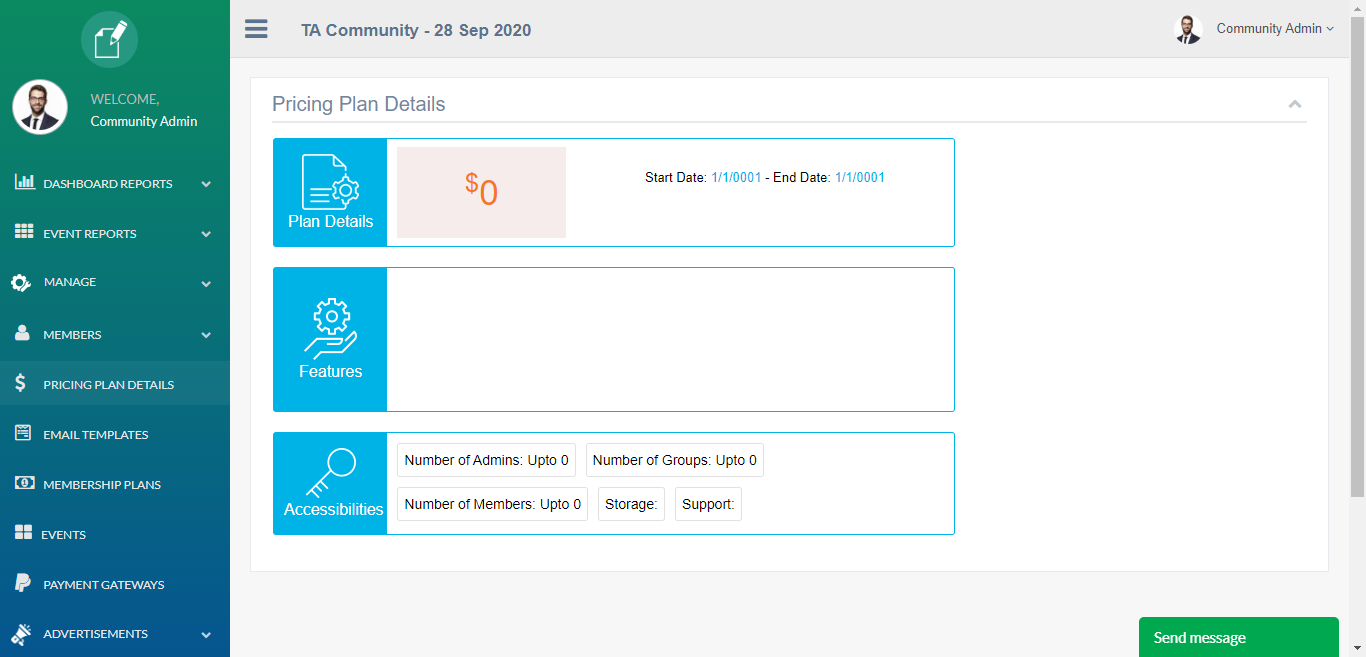 TA Community - 28 Sep 2020
Community Admin
WELCOME,
Community Admin
DASHBOARD REPORTS
EVENT REPORTS
MANAGE
MEMBERS
PRICING PLAN DETAILS
EMAIL TEMPLATES
MEMBERSHIP PLANS
EVENTS
PAYMENT GATEWAYS
ADVERTISEMENTS
Pricing Plan Details
Plan Details
$0
Start Date: 1/1/0001 - End Date: 1/1/0001
Features
Accessibilities
Number of Admins: Upto 0
Number of Groups: Upto 0
Number of Members: Upto 0
Storage:
Support:
Send message